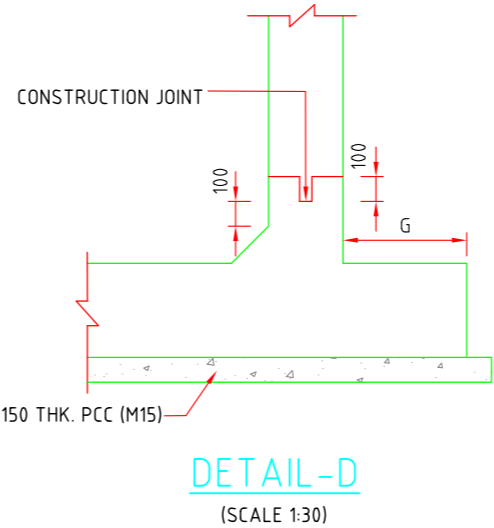 CONSTRUCTION JOINT
100
100
G
150 THK. PCC (M15)
DETAIL-D
(SCALE 1:30)